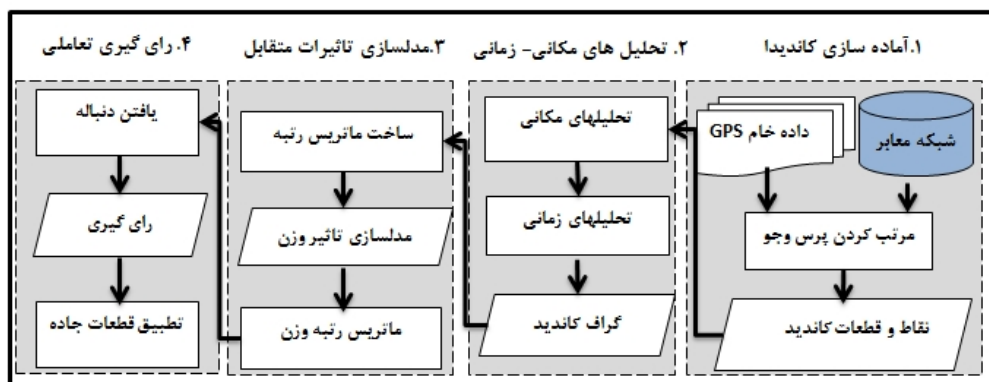 ۱.آماده سازی کاندیدا
شبکه معابر
داده خام GPS
مرتب کردن پرس وجو
نقاط و قطعات کاندید
۲. تحلیل های مکانی- زمانی
تحلیلهای مکانی
تحلیلهای زمانی
گراف کاندید
۳.مدلسازی تاثیرات متقابل
ساخت ماتریس رتبه
مدلسازی تاثیر وزن
ماتریس رتبه وزن
۴. رای گیری تعاملی
یافتن دنباله
رای گیری
تطبیق قطعات جاده